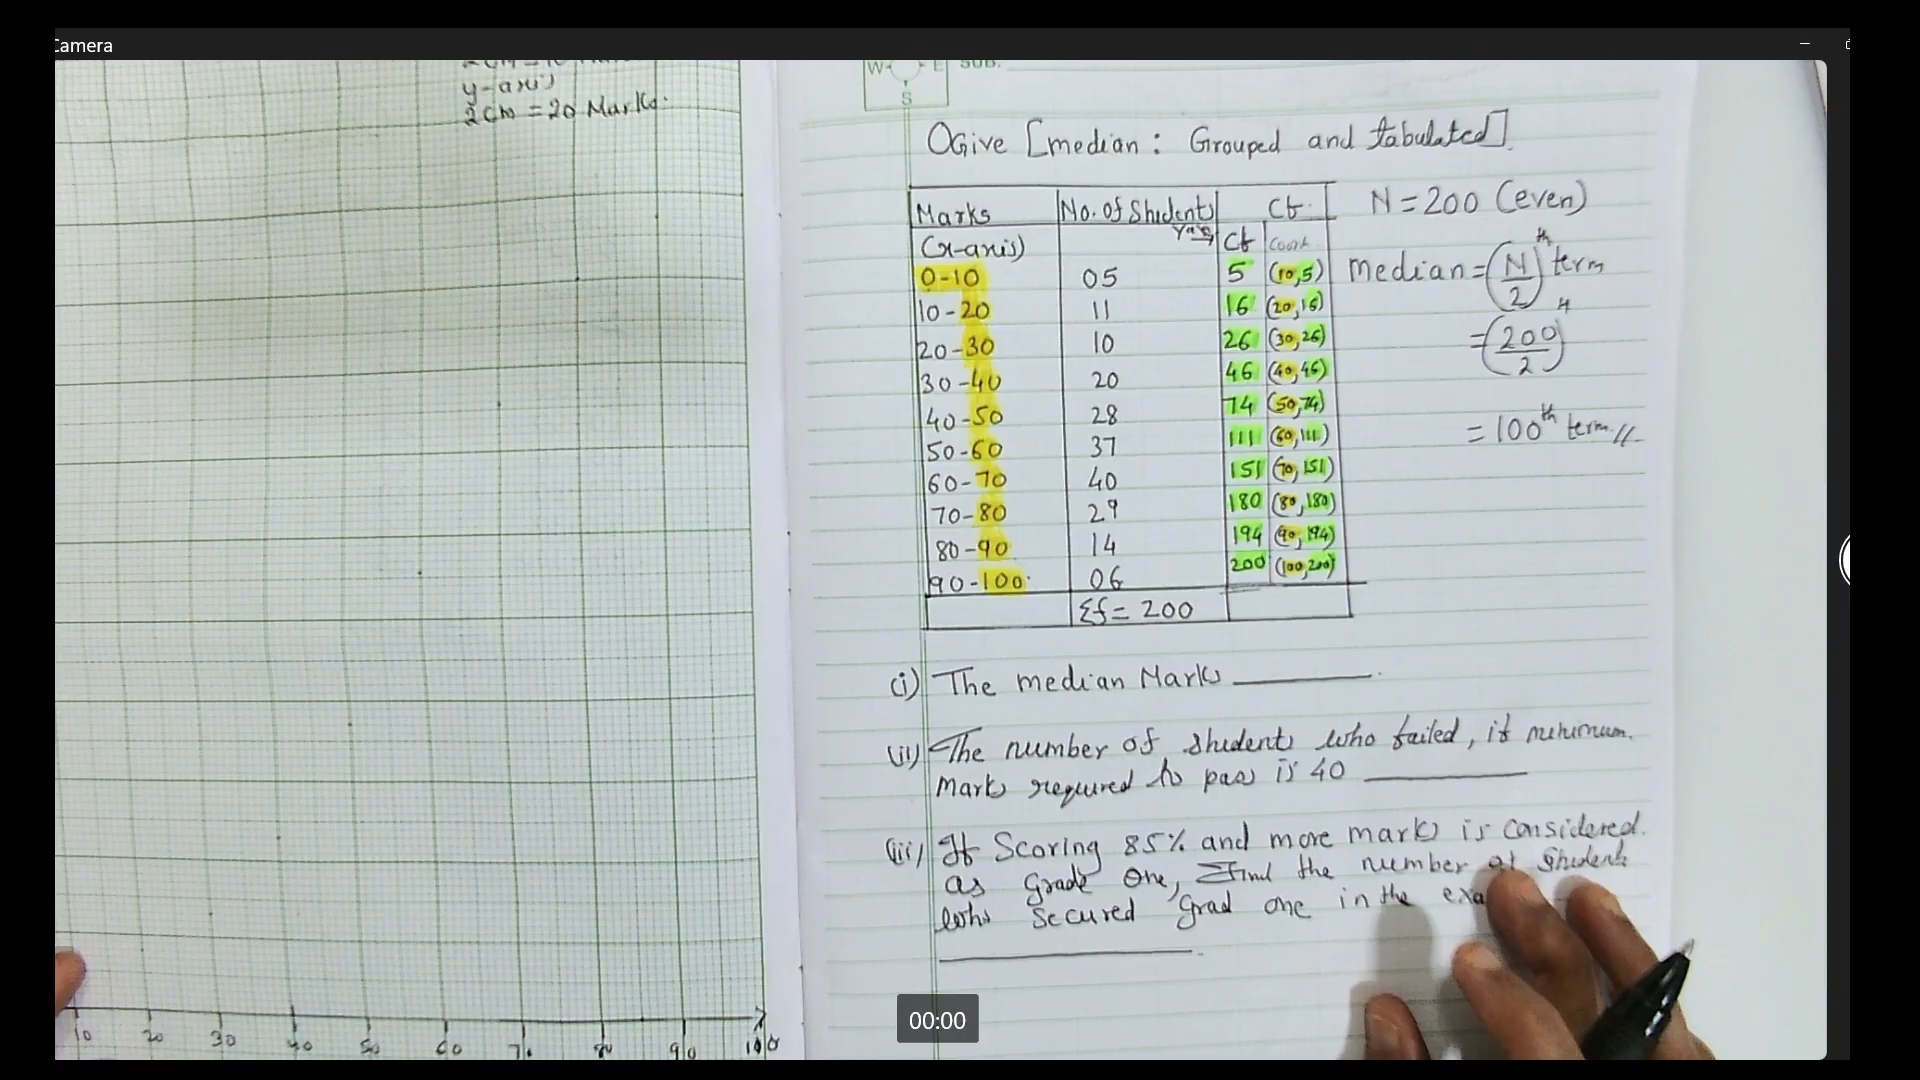 Camera
y-axis
2cm = 20 Marks.
W E SUB.
S
OGive [median : Grouped and tabulated].
Marks No. of Students Cf. N = 200 (even)
(x-axis) Cf
0-10 05 5 (10,5) Median = (N/2)th term
10-20 11 16 (20,16)
20-30 10 26 (30,26) = (200/2)
30-40 20 46 (40,46)
40-50 28 74 (50,74)
50-60 37 111 (60,111) = 100th term //
60-70 40 151 (70,151)
70-80 29 180 (80,180)
80-90 14 194 (90,194)
90-100 06 200 (100,200)
Σf = 200
(i) The median Marks ______.
(ii) The number of students who failed, if minimum.
Marks required to pass is 40 ______
(iii) If Scoring 85% and more marks is considered.
as grade one, Find the number of students
who secured grad one in the exa
______.
00:00
10 20 30 40 50 60 70 80 90 100